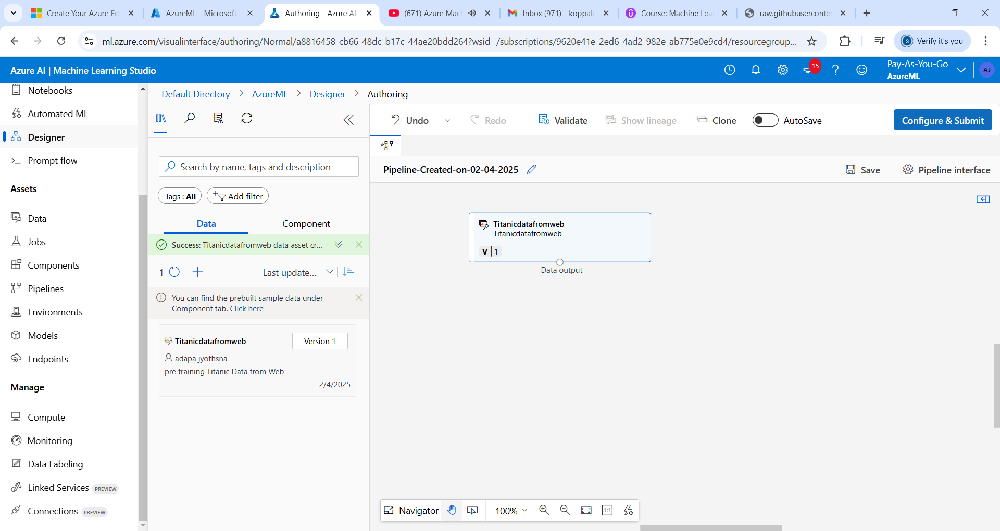 Create Your Azure Fre
AzureML - Microsoft
Authoring - Azure AI
(671) Azure Mach
Inbox (971) - koppala
Course: Machine Lea
raw.githubuserconte
ml.azure.com/visualinterface/authoring/Normal/a8816458-cb66-48dc-b17c-44ae20bdd264?wsid=/subscriptions/9620e41e-2ed6-4ad2-982e-ab775e0e9cd4/resourcegroup...
S
Verify it's you
Azure AI | Machine Learning Studio
15
Pay-As-You-Go
AzureML
AJ
Notebooks
Automated ML
Designer
Prompt flow
Assets
Data
Jobs
Components
Pipelines
Environments
Models
Endpoints
Manage
Compute
Monitoring
Data Labeling
Linked Services PREVIEW
Connections PREVIEW
Default Directory > AzureML > Designer > Authoring
Search by name, tags and description
Tags : All
Add filter
Data
Component
Success: Titanicdatafromweb data asset cr...
1
Last update...
You can find the prebuilt sample data under
Component tab. Click here
Titanicdatafromweb
Version 1
adapa jyothsna
pre training Titanic Data from Web
2/4/2025
Undo
Redo
Validate
Show lineage
Clone
AutoSave
Configure & Submit
Pipeline-Created-on-02-04-2025
Save
Pipeline interface
Titanicdatafromweb
Titanicdatafromweb
V | 1
Data output
Navigator
100%
1:1